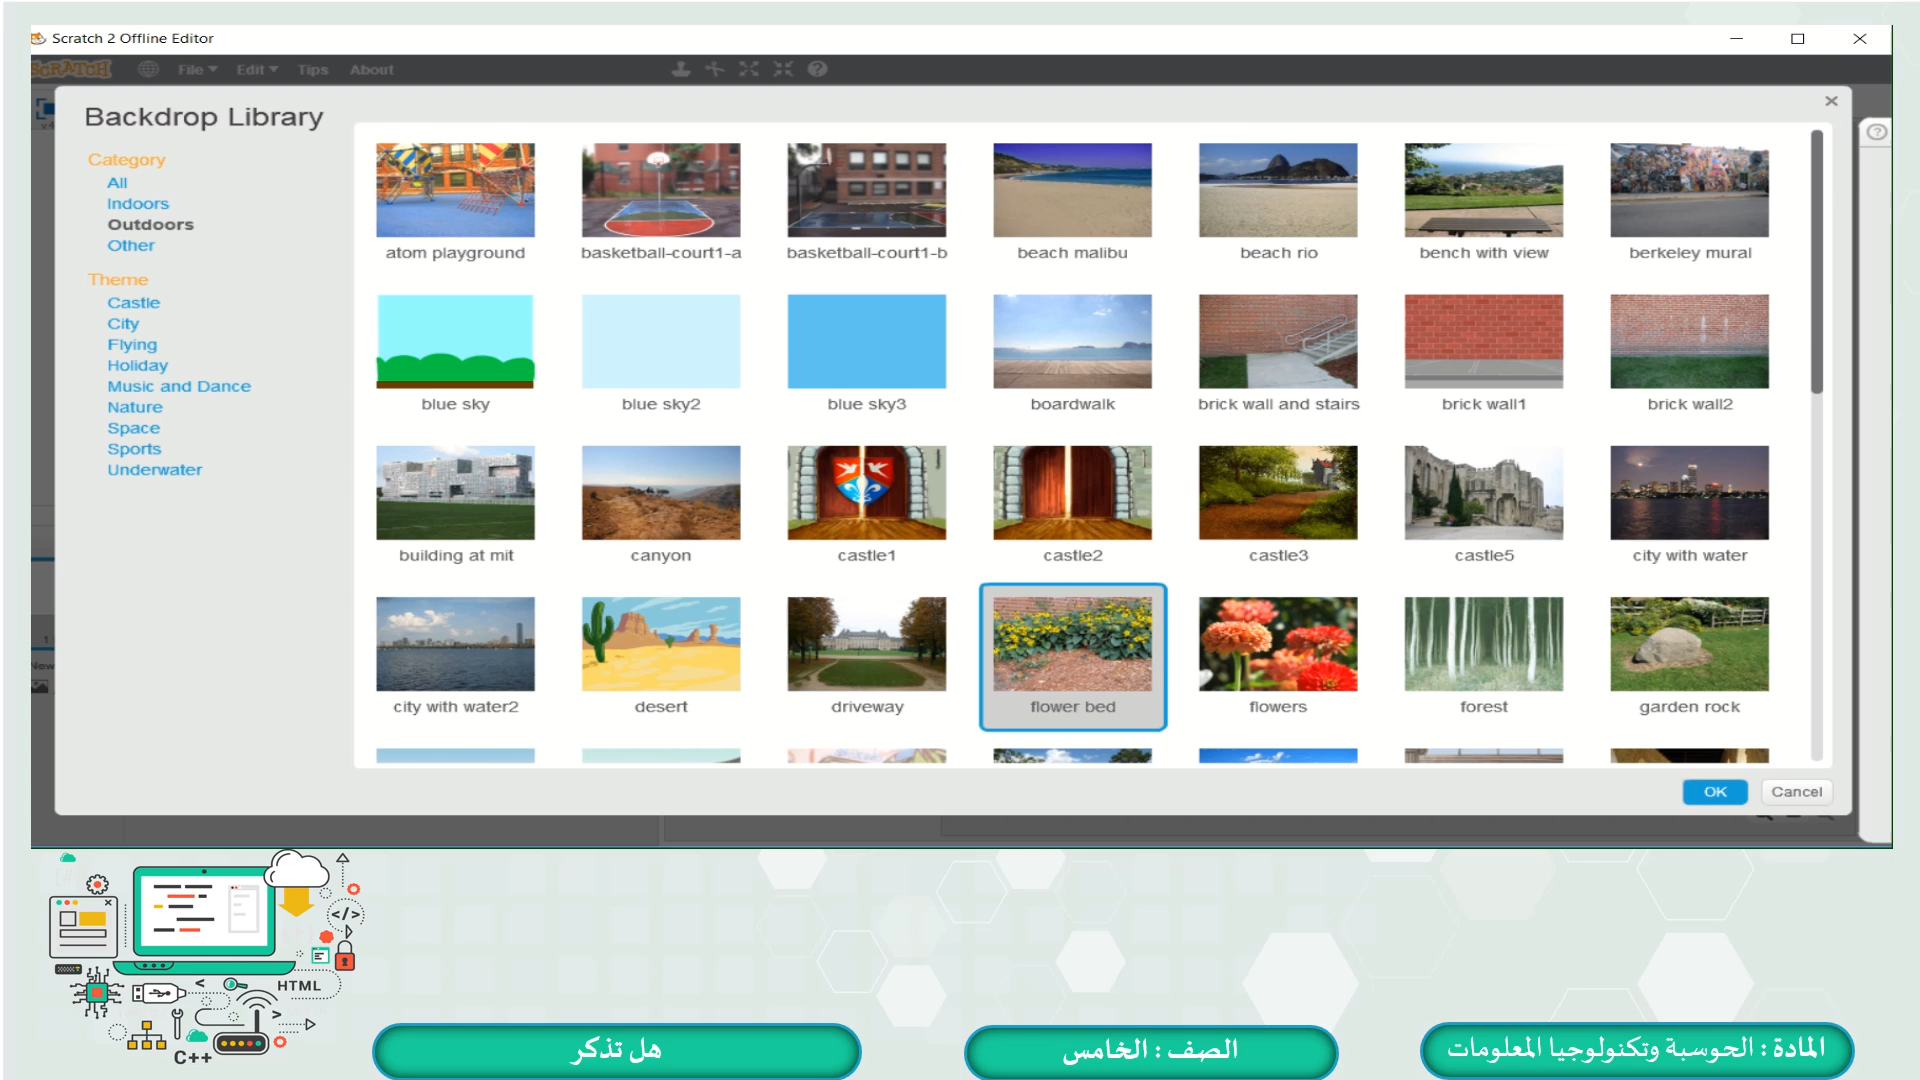 Scratch 2 Offline Editor
SCRATCH File Edit Tips About
Backdrop Library
Category
All
Indoors
Outdoors
Other
Theme
Castle
City
Flying
Holiday
Music and Dance
Nature
Space
Sports
Underwater
atom playground basketball-court1-a basketball-court1-b beach malibu beach rio bench with view berkeley mural
blue sky blue sky2 blue sky3 boardwalk brick wall and stairs brick wall1 brick wall2
building at mit canyon castle1 castle2 castle3 castle5 city with water
city with water2 desert driveway flower bed flowers forest garden rock
New
OK Cancel
</>
HTML
C++
المادة : الحوسبة وتكنولوجيا المعلومات
الصف : الخامس
هل تذكر